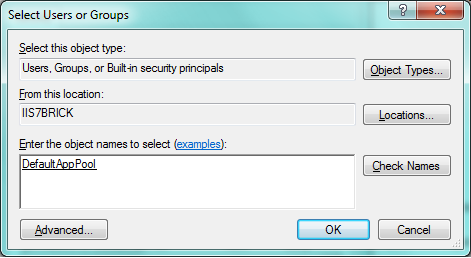 Select Users or Groups
Select this object type:
Users, Groups, or Built-in security principals
Object Types...
From this location:
IIS7BRICK
Locations...
Enter the object names to select (examples):
DefaultAppPool
Check Names
Advanced...
OK
Cancel